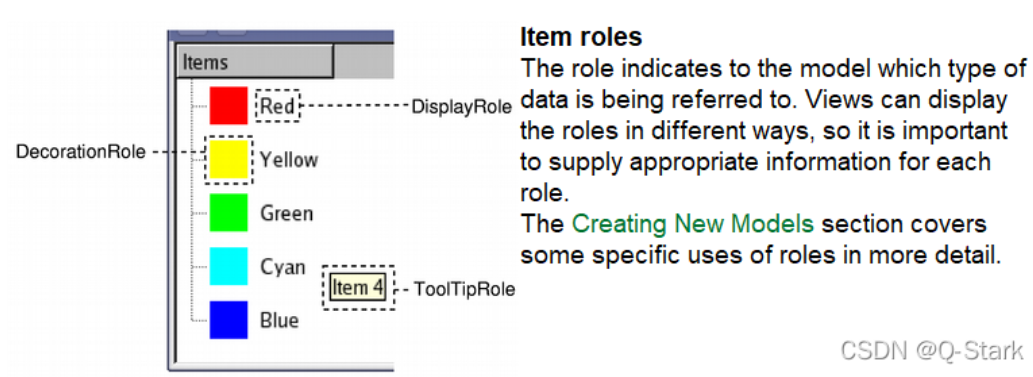 Items
Red
DisplayRole
DecorationRole
Yellow
Green
Cyan
Item 4
ToolTipRole
Blue
Item roles
The role indicates to the model which type of
data is being referred to. Views can display
the roles in different ways, so it is important
to supply appropriate information for each
role.
The Creating New Models section covers
some specific uses of roles in more detail.
CSDN @Q-Stark